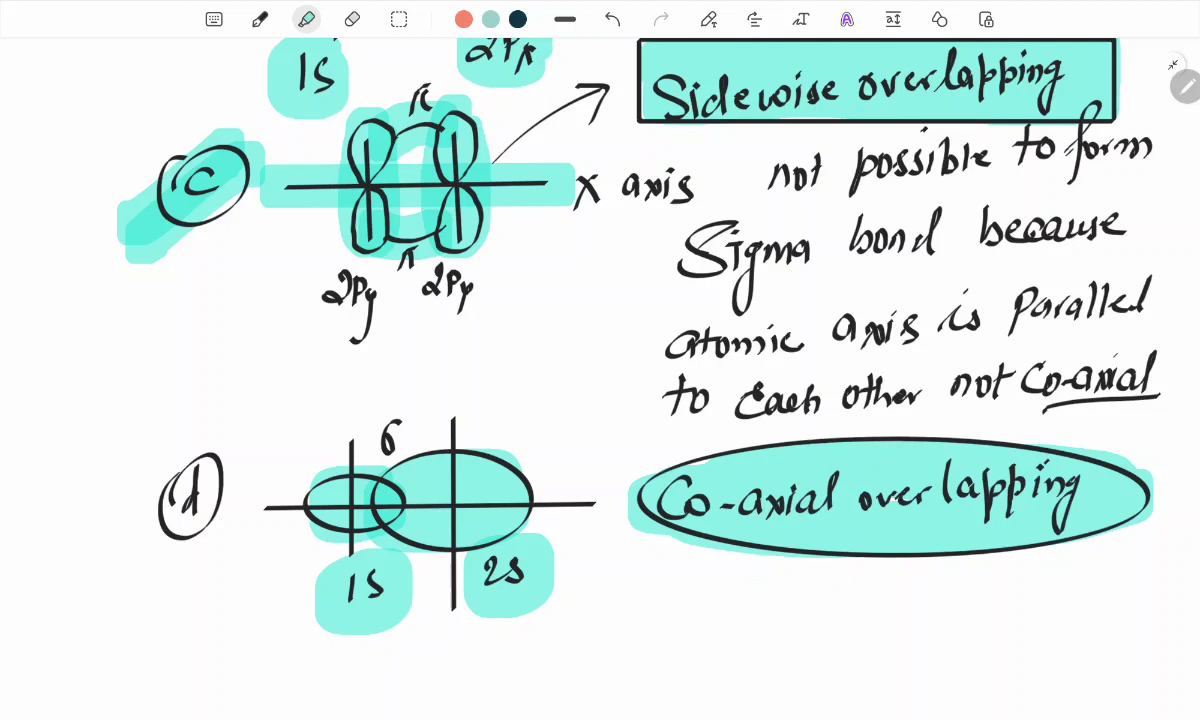 1s
2Px
Sidewise overlapping
π
C
X axis
not possible to form
Sigma bond because
π
2Py
2Py
atomic axis is Parallel
to Each other not Co-axial
σ
d
Co-axial overlapping
1s
2s